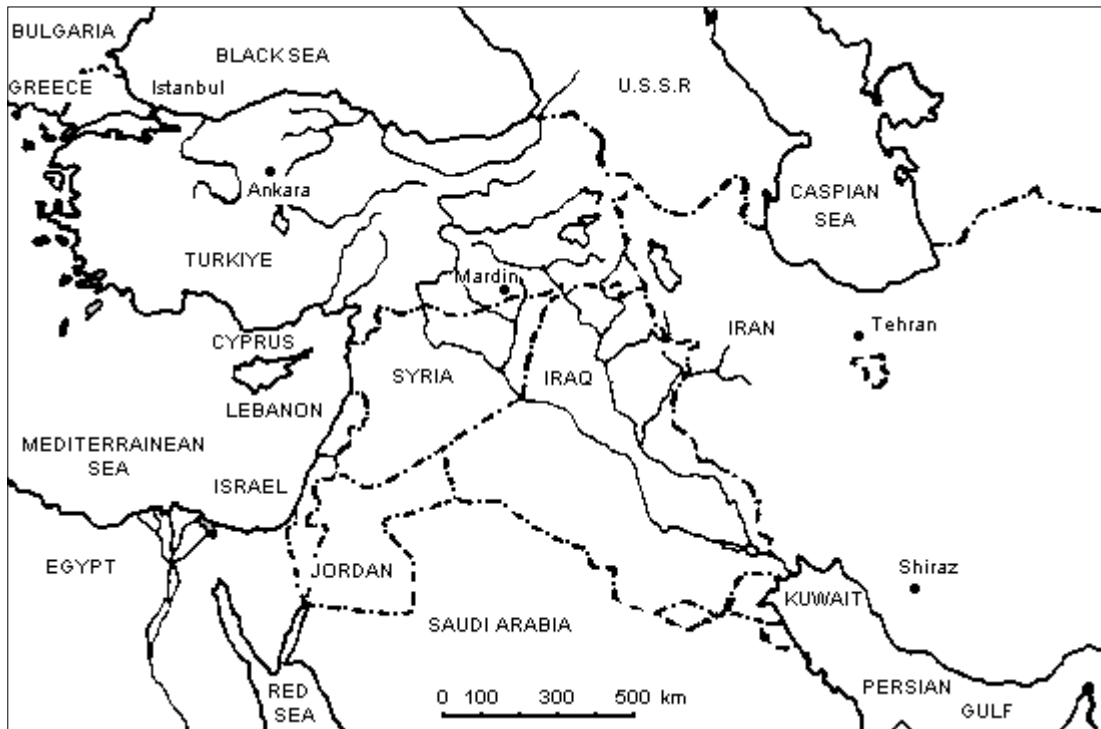 BULGARIA
BLACK SEA
GREECE
Istanbul
U.S.S.R
Ankara
CASPIAN
SEA
TURKIYE
Mardin
CYPRUS
IRAN
Tehran
SYRIA
IRAQ
LEBANON
MEDITERRAINEAN
SEA
ISRAEL
EGYPT
JORDAN
Shiraz
KUWAIT
SAUDI ARABIA
RED
SEA
PERSIAN
GULF
0 100 300 500 km